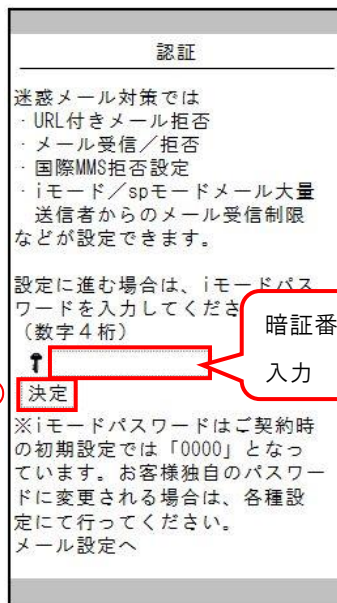 認証
迷惑メール対策では
・URL付きメール拒否
・メール受信／拒否
・国際MMS拒否設定
・iモード／spモードメール大量
送信者からのメール受信制限
などが設定できます。
設定に進む場合は、iモードパス
ワードを入力してくださ
（数字４桁）
暗証番
入力
決定
※iモードパスワードはご契約時
の初期設定では「0000」となっ
ています。お客様独自のパスワー
ドに変更される場合は、各種設
定にて行ってください。
メール設定へ